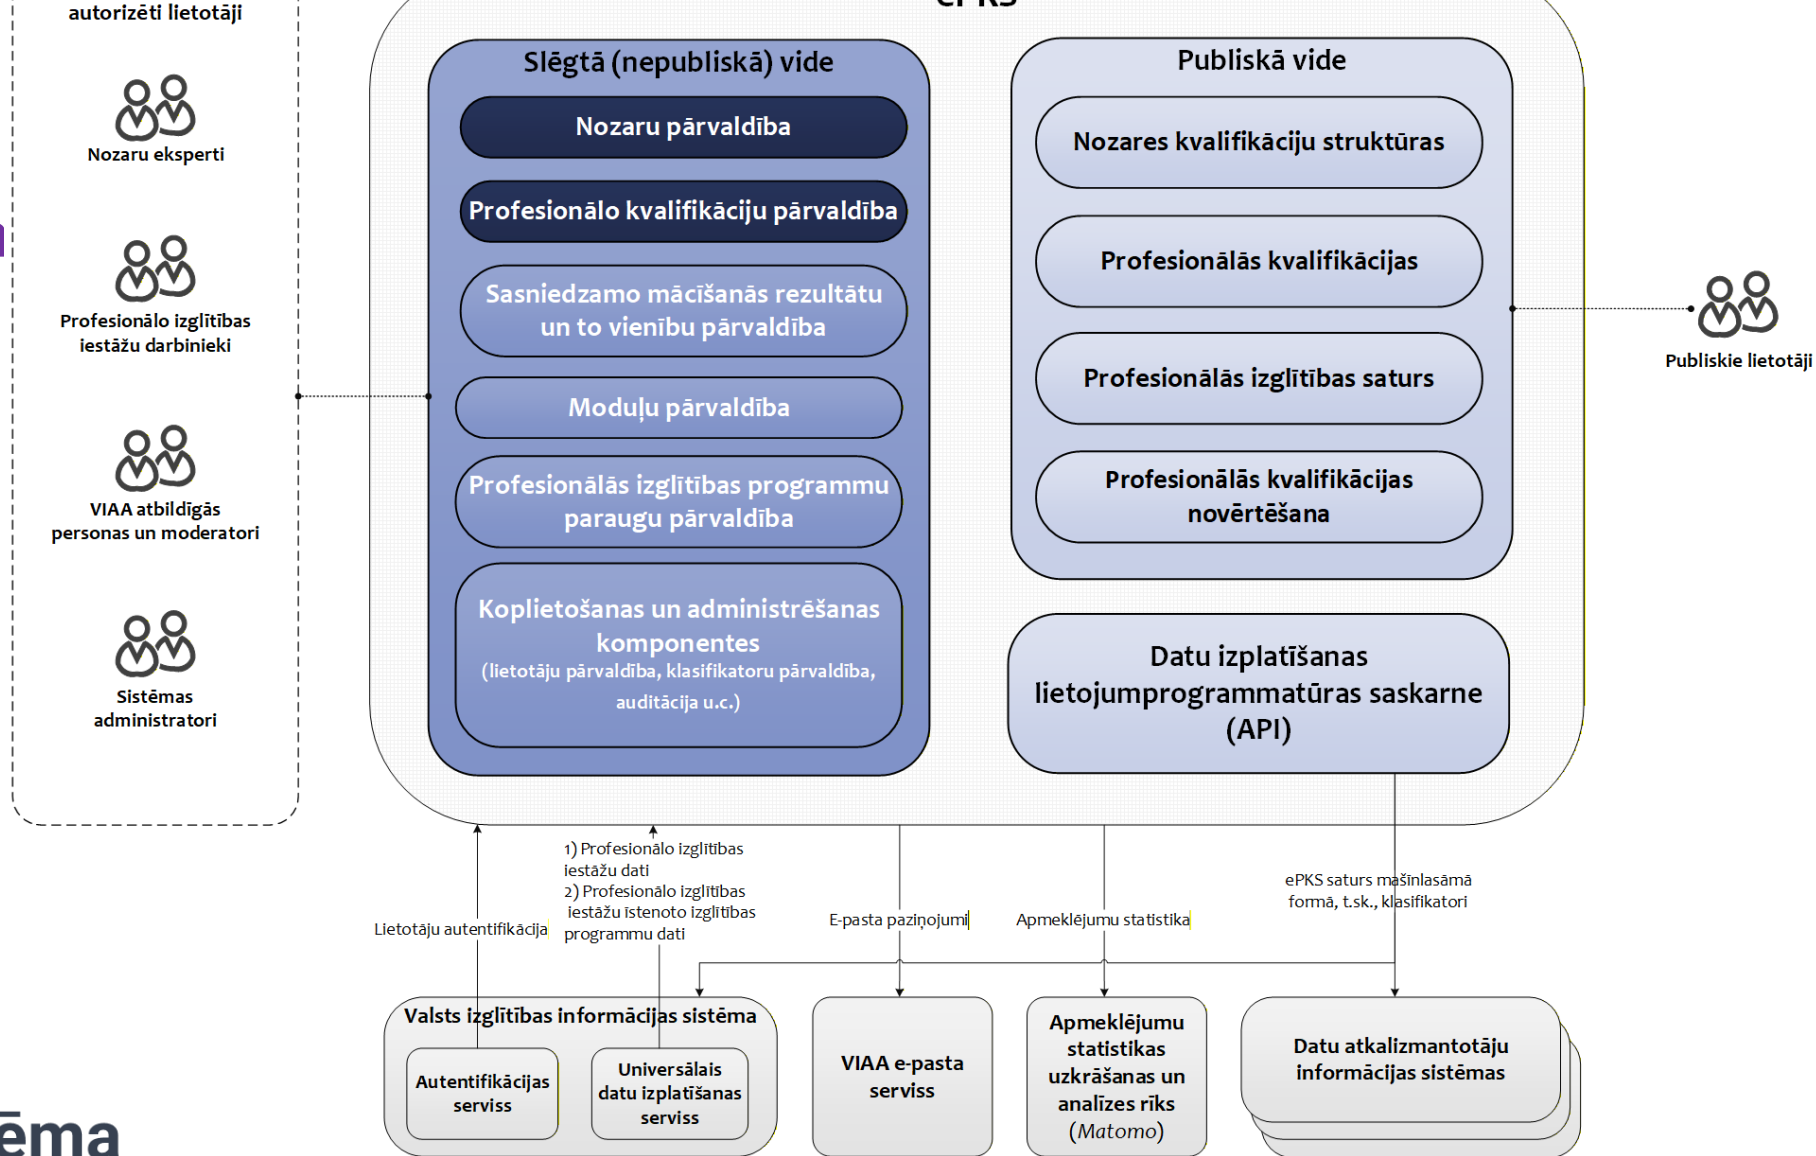 autorizēti lietotāji
Nozaru eksperti
Profesionālo izglītības
iestāžu darbinieki
VIAA atbildīgās
personas un moderatori
Sistēmas
administratori
ePKS
Slēgtā (nepubliskā) vide
Nozaru pārvaldība
Profesionālo kvalifikāciju pārvaldība
Sasniedzamo mācīšanās rezultātu
un to vienību pārvaldība
Moduļu pārvaldība
Profesionālās izglītības programmu
paraugu pārvaldība
Koplietošanas un administrēšanas
komponentes
(lietotāju pārvaldība, klasifikatoru pārvaldība,
auditācija u.c.)
Publiskā vide
Nozares kvalifikāciju struktūras
Profesionālās kvalifikācijas
Profesionālās izglītības saturs
Profesionālās kvalifikācijas
novērtēšana
Datu izplatīšanas
lietojumprogrammatūras saskarne
(API)
Publiskie lietotāji
Lietotāju autentifikācija
1) Profesionālo izglītības
iestāžu dati
2) Profesionālo izglītības
iestāžu īstenoto izglītības
programmu dati
E-pasta paziņojumi
Apmeklējumu statistika
ePKS saturs mašīnlasāmā
formā, t.sk., klasifikatori
Valsts izglītības informācijas sistēma
Autentifikācijas
serviss
Universālais
datu izplatīšanas
serviss
VIAA e-pasta
serviss
Apmeklējumu
statistikas
uzkrāšanas un
analīzes rīks
(Matomo)
Datu atkalizmantotāju
informācijas sistēmas
ēma